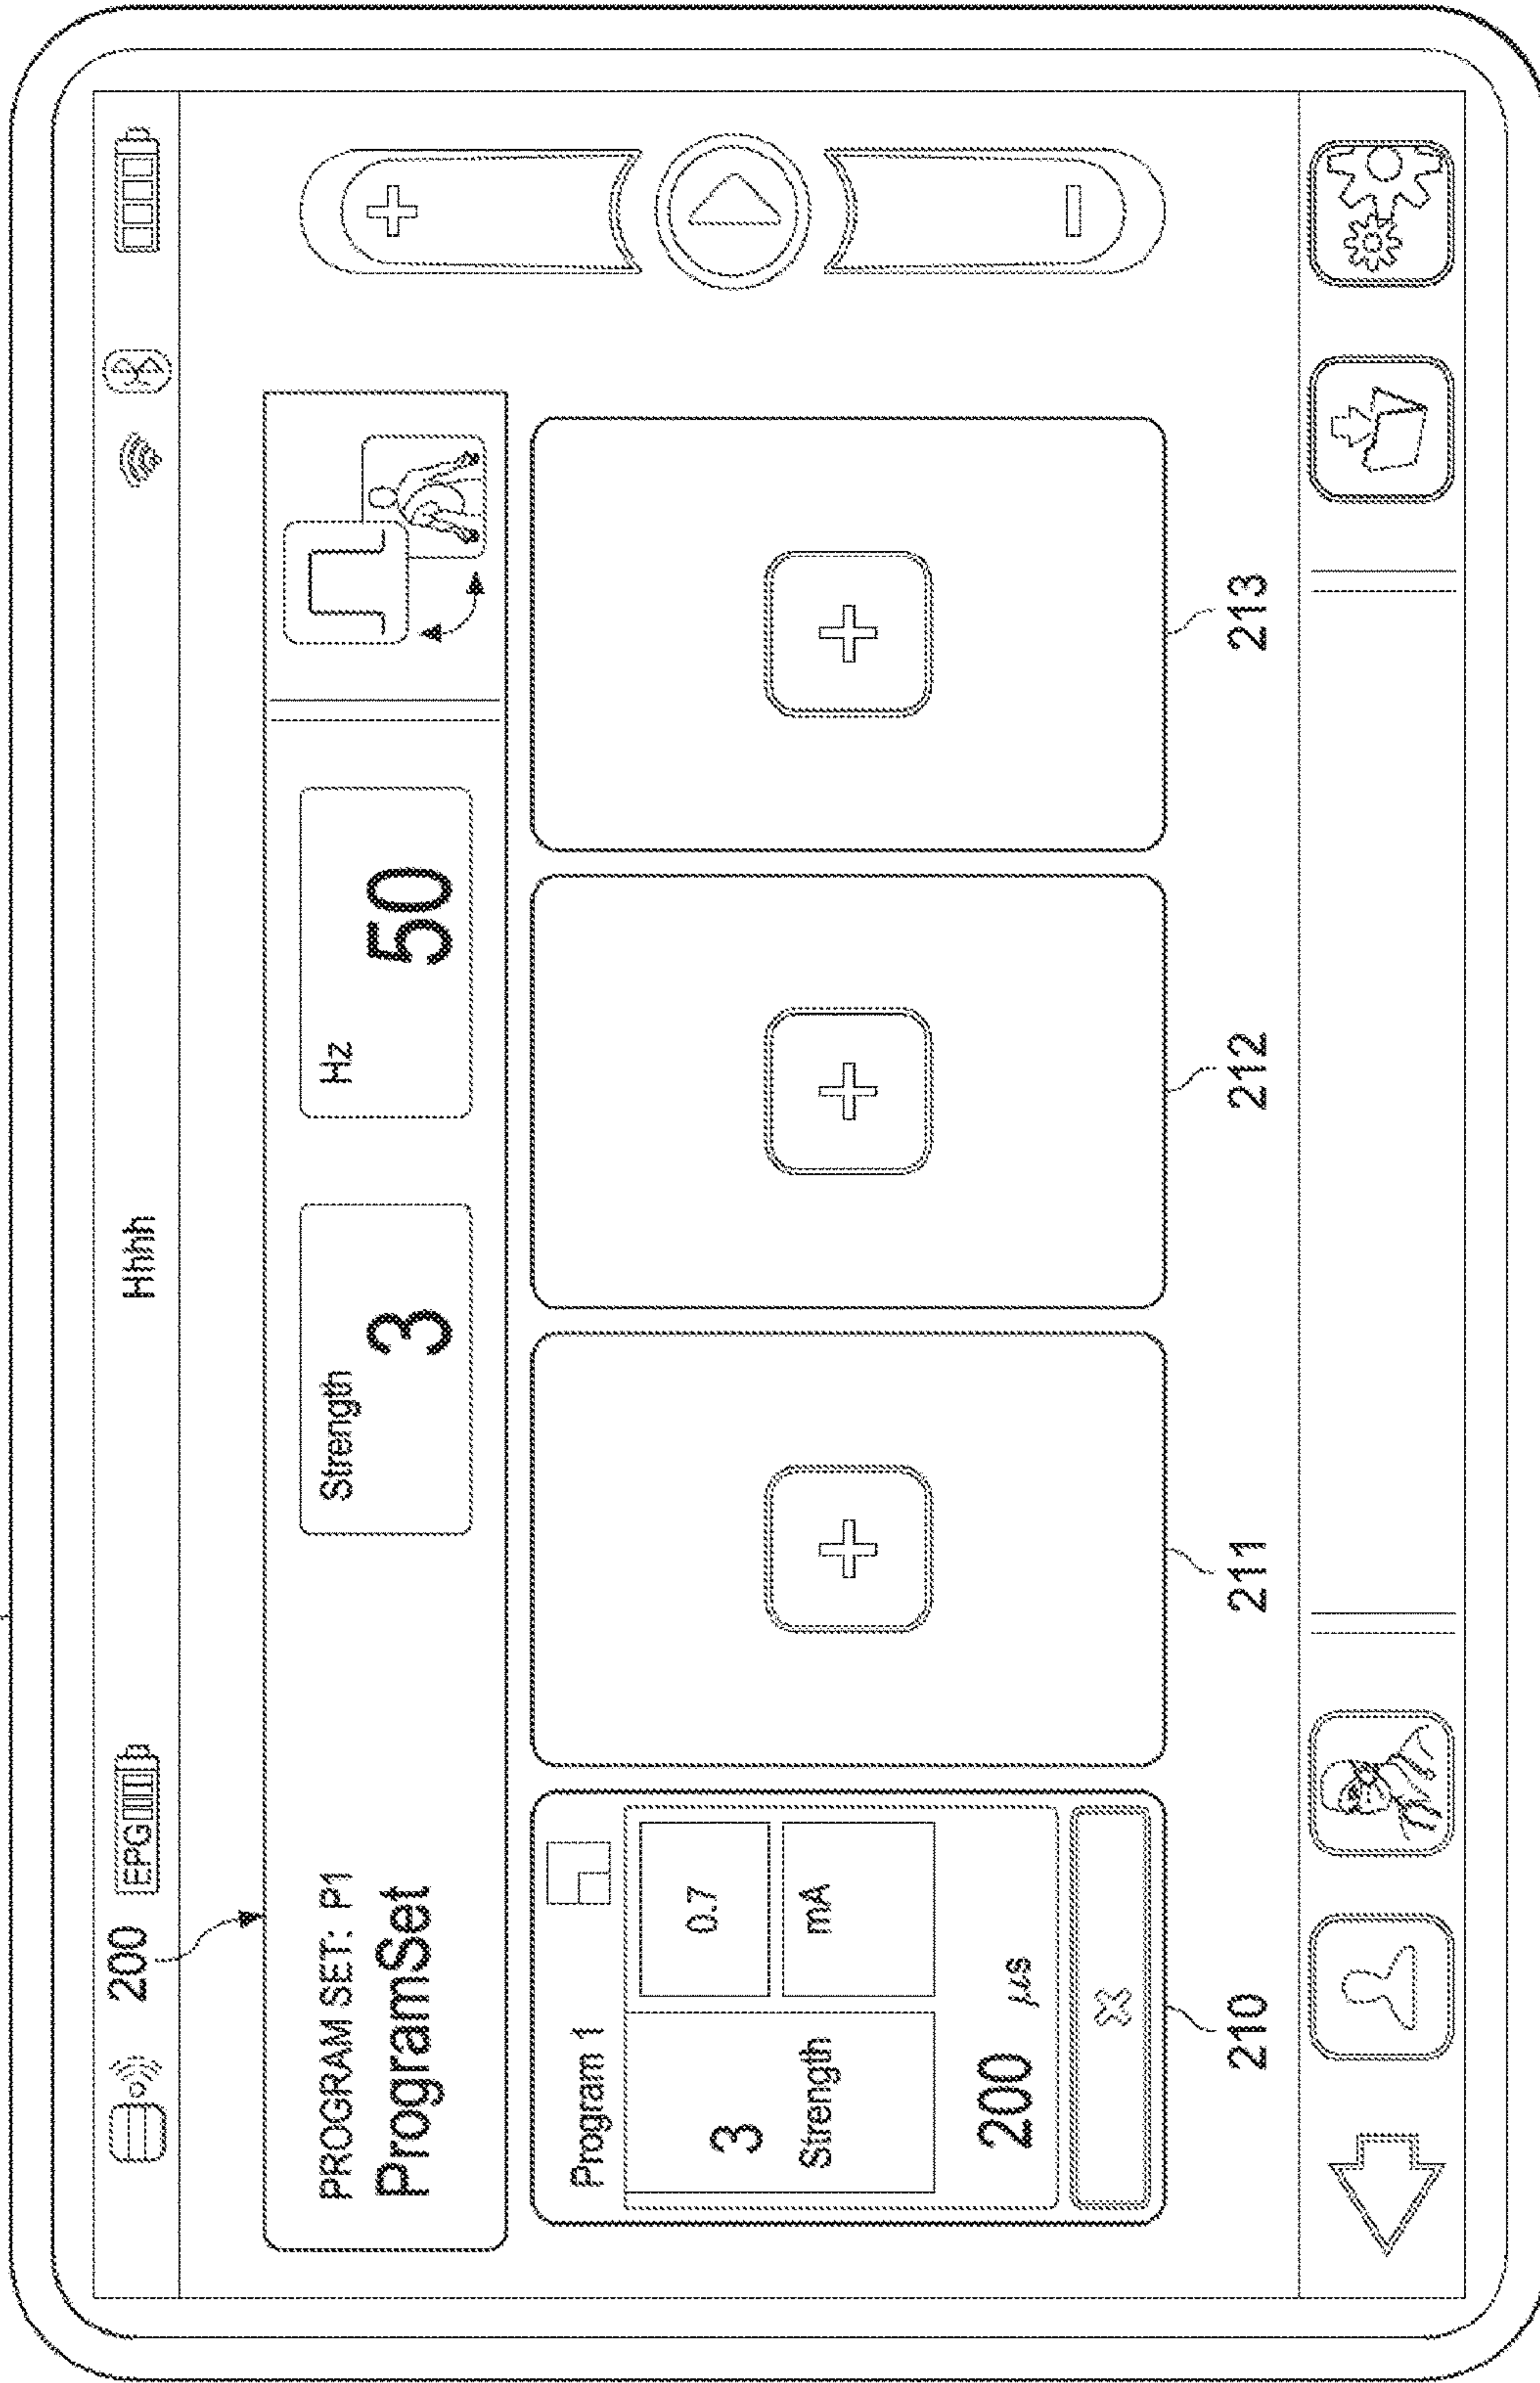 200
EPG
Hhhh
PROGRAM SET: P1
ProgramSet
Strength
3
Hz
50
Program 1
3
Strength
0.7
mA
200 μs
210
211
212
213